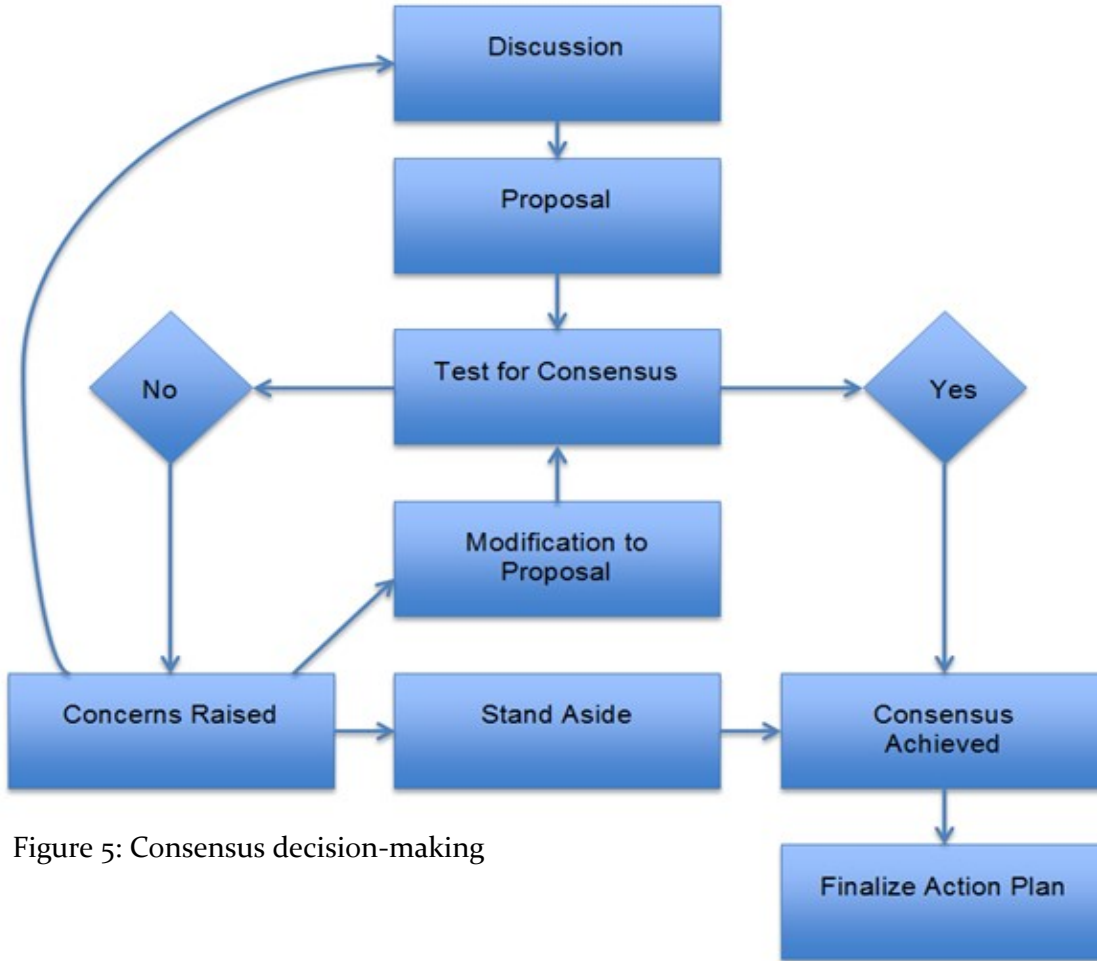 Discussion
Proposal
Test for Consensus
No
Yes
Modification to
Proposal
Concerns Raised
Stand Aside
Consensus
Achieved
Figure 5: Consensus decision-making
Finalize Action Plan